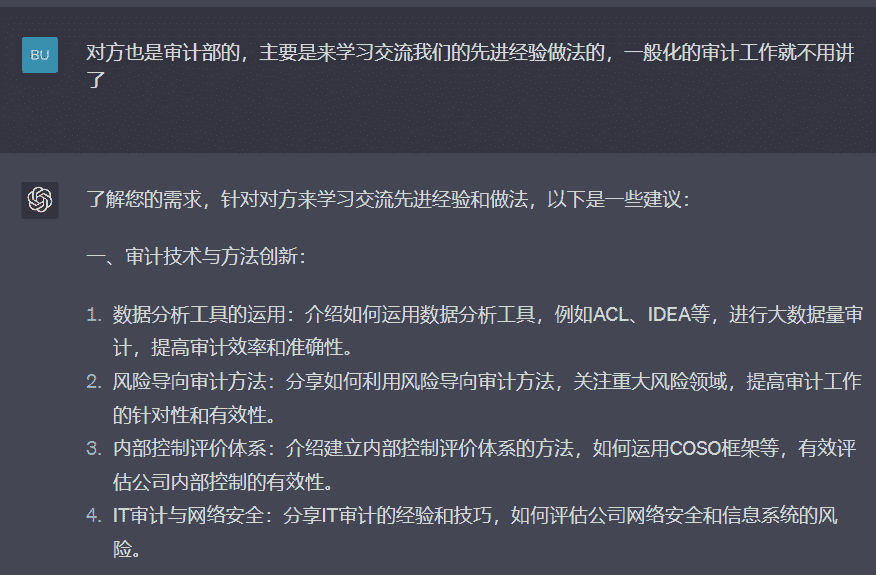 BU
对方也是审计部的，主要是来学习交流我们的先进经验做法的，一般化的审计工作就不用讲
了
了解您的需求，针对对方来学习交流先进经验和做法，以下是一些建议：
一、审计技术与方法创新：
1. 数据分析工具的运用：介绍如何运用数据分析工具，例如ACL、IDEA等，进行大数据量审
计，提高审计效率和准确性。
2. 风险导向审计方法：分享如何利用风险导向审计方法，关注重大风险领域，提高审计工作
的针对性和有效性。
3. 内部控制评价体系：介绍建立内部控制评价体系的方法，如何运用COSO框架等，有效评
估公司内部控制的有效性。
4. IT审计与网络安全：分享IT审计的经验和技巧，如何评估公司网络安全和信息系统的风
险。